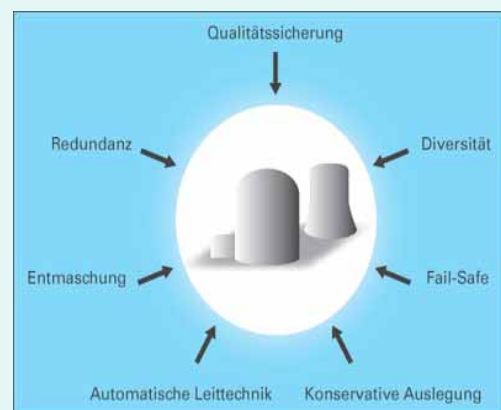 Qualitätssicherung
Redundanz
Diversität
Entmaschung
Fail-Safe
Automatische Leittechnik
Konservative Auslegung